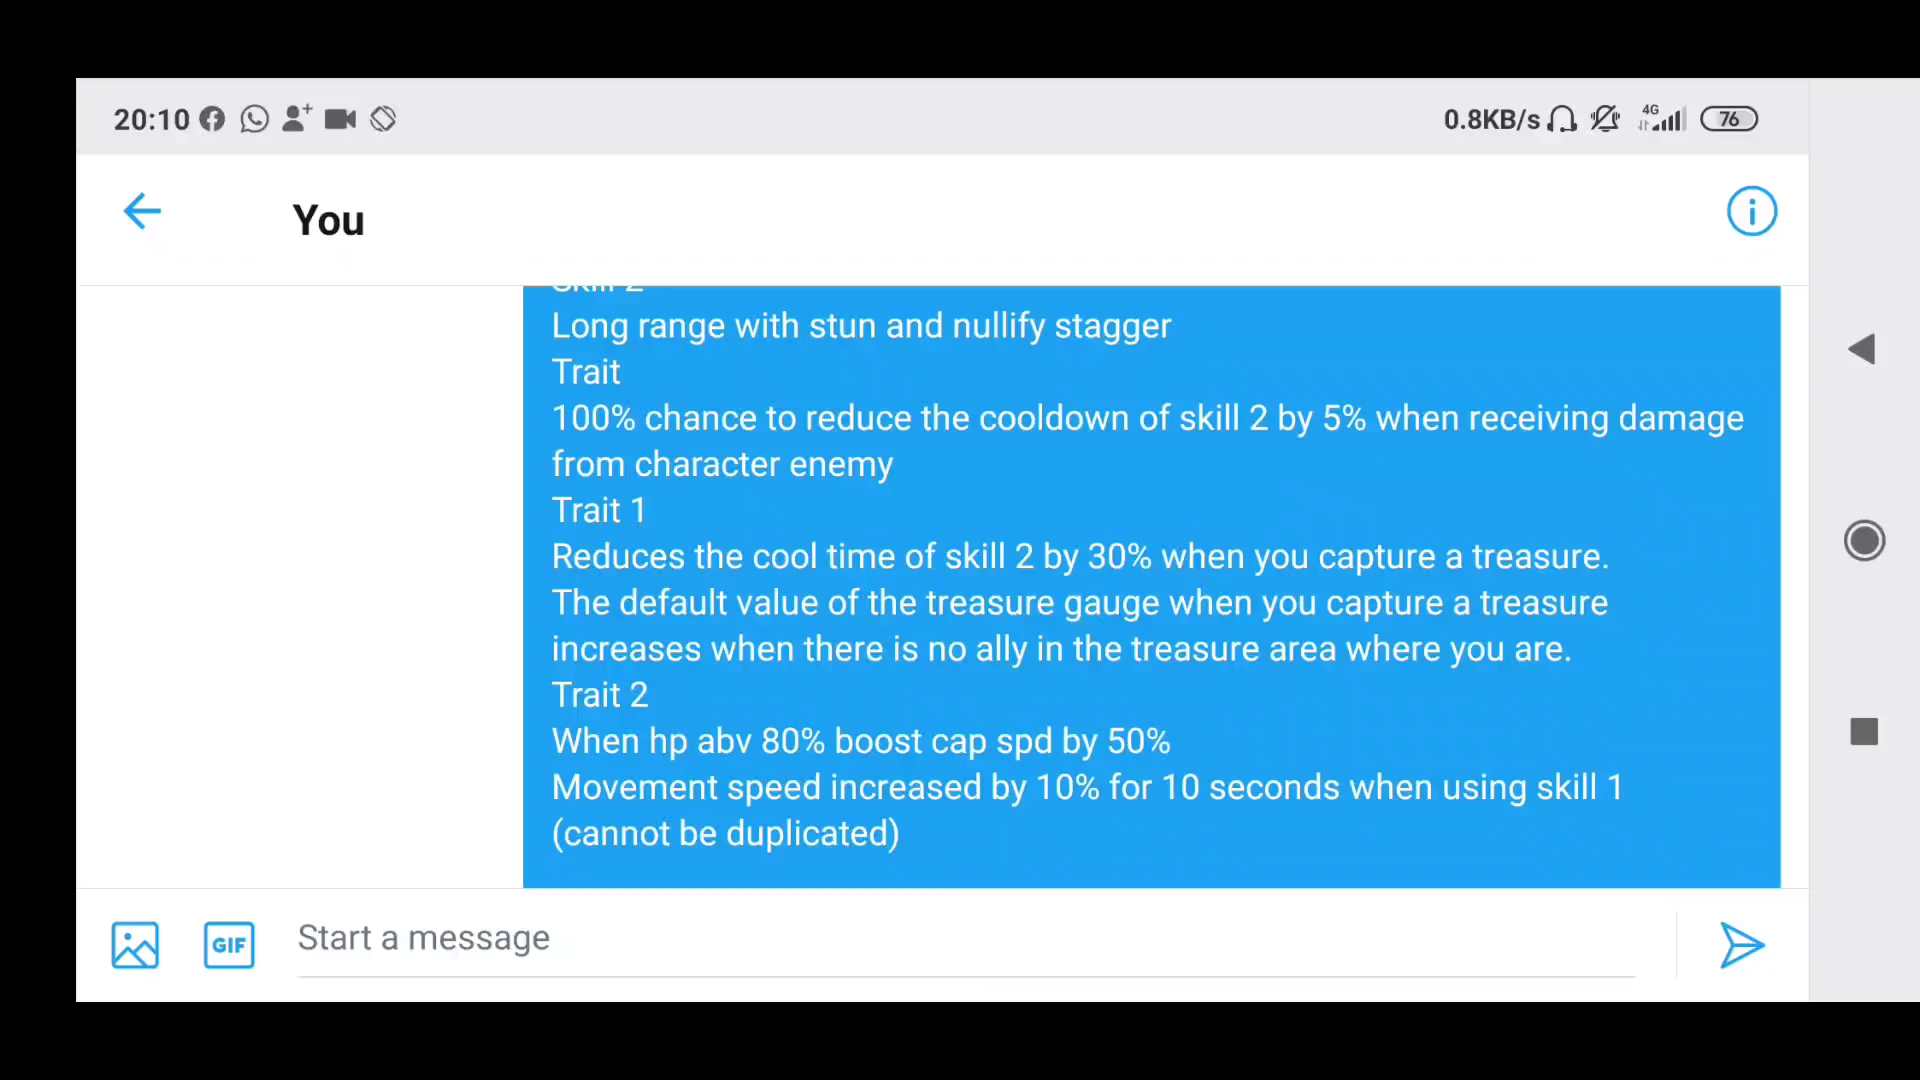 20:10 0.8KB/s 4G 76
You
Skill 2
Long range with stun and nullify stagger
Trait
100% chance to reduce the cooldown of skill 2 by 5% when receiving damage
from character enemy
Trait 1
Reduces the cool time of skill 2 by 30% when you capture a treasure.
The default value of the treasure gauge when you capture a treasure
increases when there is no ally in the treasure area where you are.
Trait 2
When hp abv 80% boost cap spd by 50%
Movement speed increased by 10% for 10 seconds when using skill 1
(cannot be duplicated)
GIF Start a message